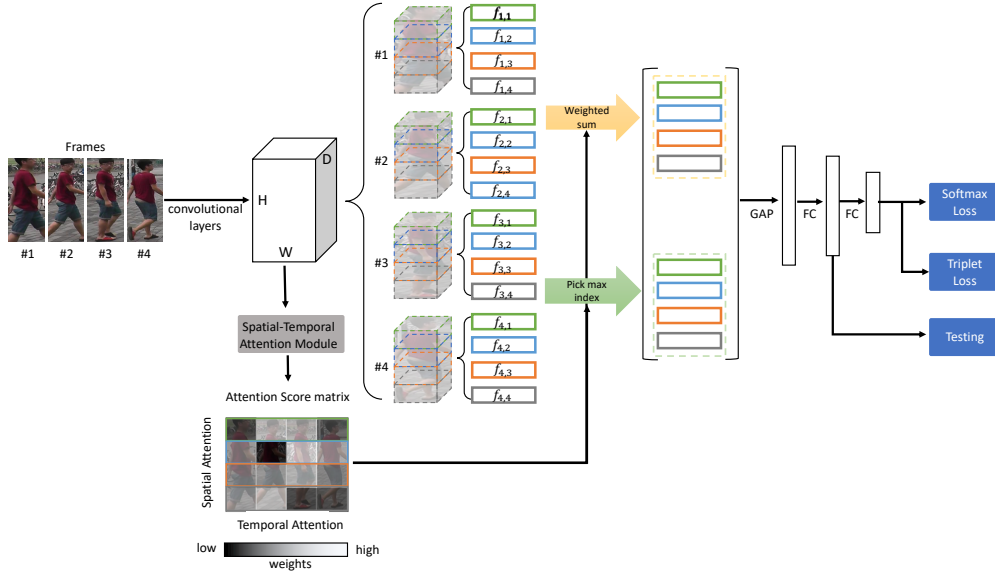 Frames
#1
#2
#3
#4
convolutional
layers
H
D
W
Spatial-Temporal
Attention Module
Attention Score matrix
Spatial Attention
Temporal Attention
low
high
weights
#1
f1,1
f1,2
f1,3
f1,4
#2
f2,1
f2,2
f2,3
f2,4
#3
f3,1
f3,2
f3,3
f3,4
#4
f4,1
f4,2
f4,3
f4,4
Weighted
sum
Pick max
index
GAP
FC
FC
Softmax
Loss
Triplet
Loss
Testing